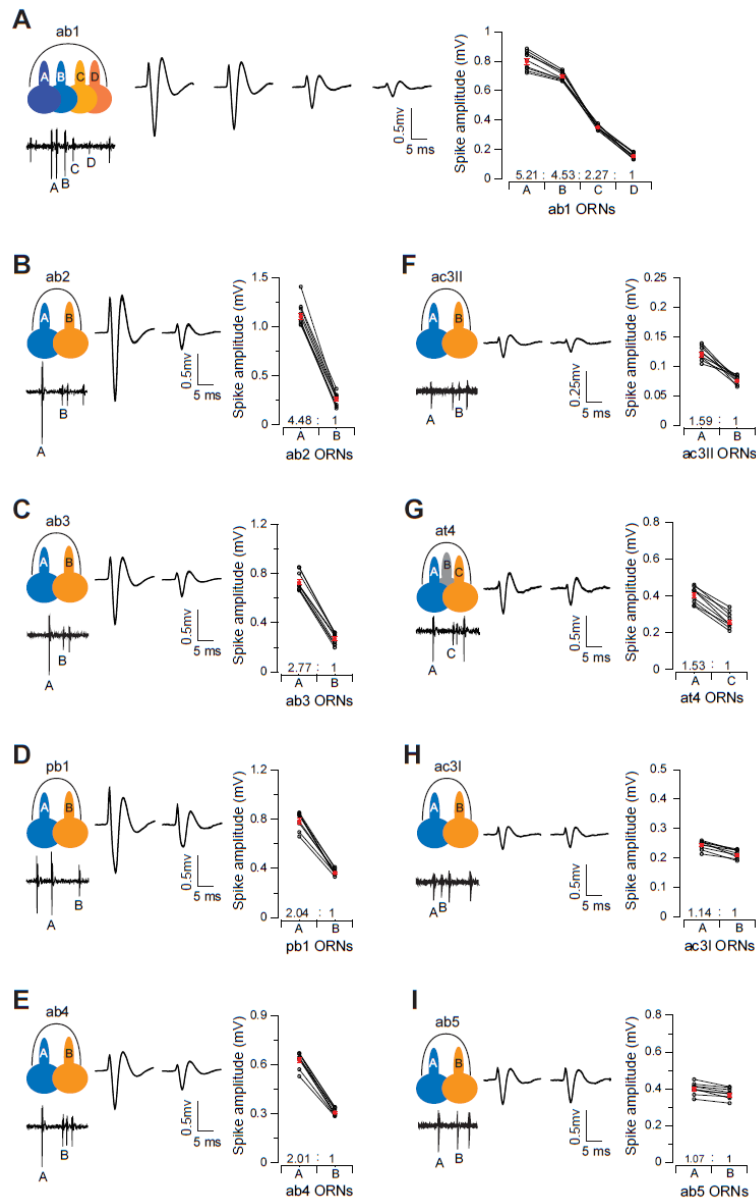 A
ab1
A B C D
A B C D
0.5mv
5 ms
Spike amplitude (mV)
1
0.8
0.6
0.4
0.2
0
5.21 : 4.53 : 2.27 : 1
A B C D
ab1 ORNs
B
ab2
A B
B
A
0.5mv
5 ms
Spike amplitude (mV)
1.5
1.0
0.5
0
4.48 : 1
A B
ab2 ORNs
F
ac3II
A B
A B
0.25mv
5 ms
Spike amplitude (mV)
0.25
0.2
0.15
0.1
0.05
0
1.59 : 1
A B
ac3II ORNs
C
ab3
A B
B
A
0.5mv
5 ms
Spike amplitude (mV)
1.2
0.8
0.4
0
2.77 : 1
A B
ab3 ORNs
G
at4
A B C
C
A
0.5mv
5 ms
Spike amplitude (mV)
0.8
0.6
0.4
0.2
0
1.53 : 1
A C
at4 ORNs
D
pb1
A B
B
A
0.5mv
5 ms
Spike amplitude (mV)
1.2
0.8
0.4
0
2.04 : 1
A B
pb1 ORNs
H
ac3I
A B
A B
0.5mv
5 ms
Spike amplitude (mV)
0.5
0.4
0.3
0.2
0.1
0
1.14 : 1
A B
ac3I ORNs
E
ab4
A B
B
A
0.5mv
5 ms
Spike amplitude (mV)
0.9
0.6
0.3
0
2.01 : 1
A B
ab4 ORNs
I
ab5
A B
A B
0.5mv
5 ms
Spike amplitude (mV)
0.8
0.6
0.4
0.2
0
1.07 : 1
A B
ab5 ORNs